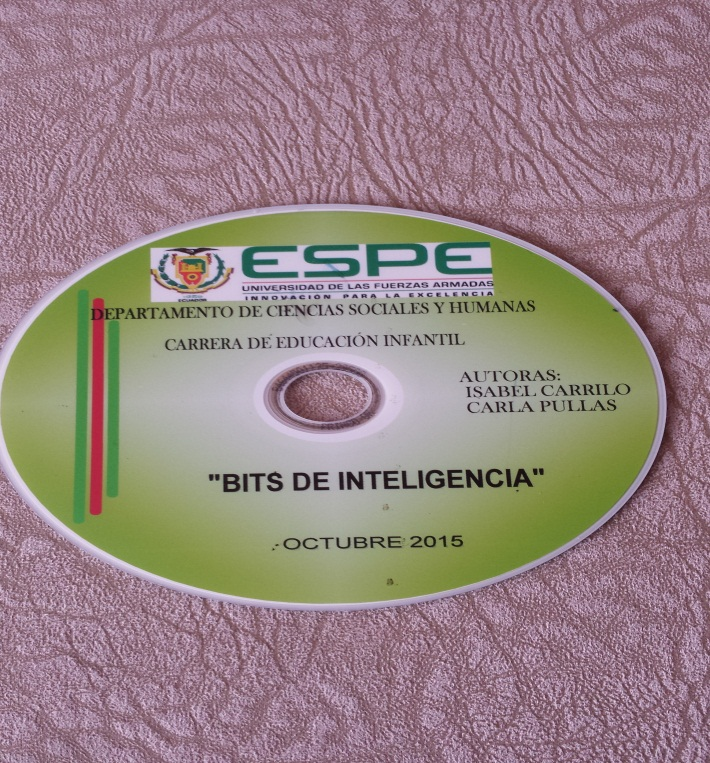 ESPE
UNIVERSIDAD DE LAS FUERZAS ARMADAS
INNOVACIÓN PARA LA EXCELENCIA
ECUADOR
DEPARTAMENTO DE CIENCIAS SOCIALES Y HUMANAS
CARRERA DE EDUCACIÓN INFANTIL
AUTORAS:
ISABEL CARRILO
CARLA PULLAS
"BITS DE INTELIGENCIA"
OCTUBRE 2015